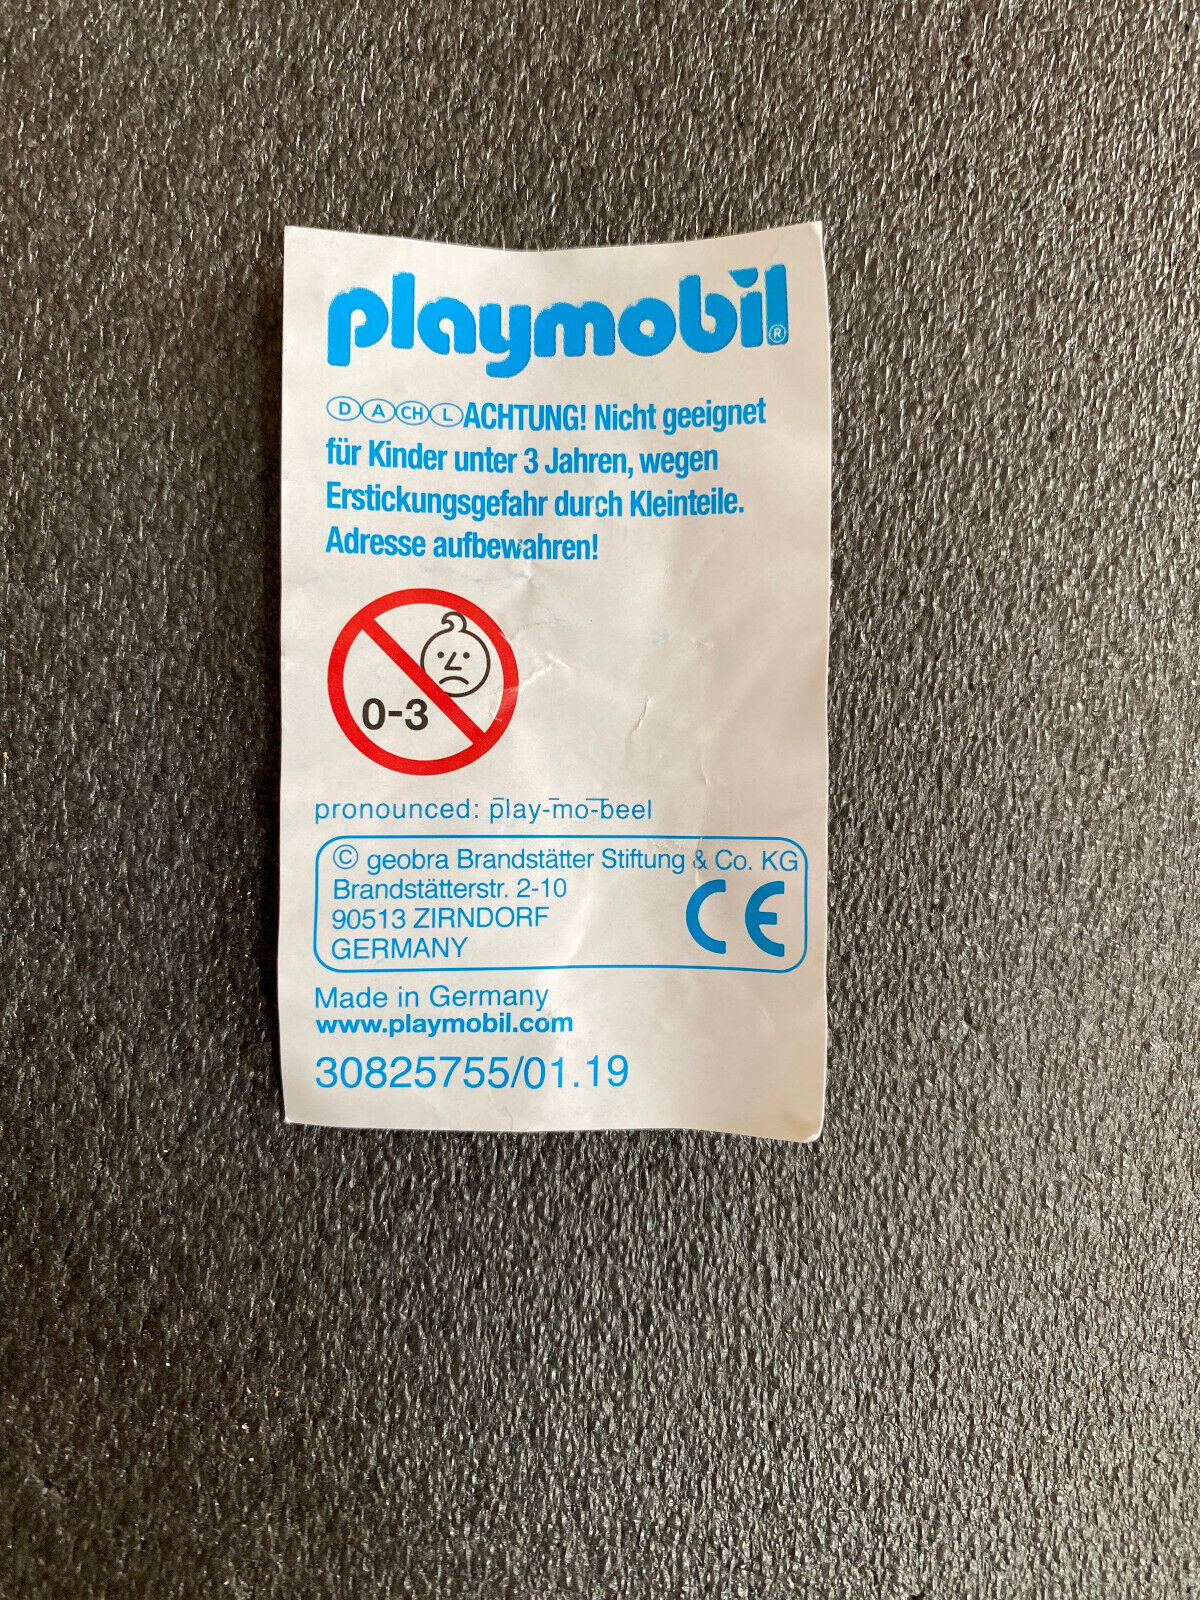 playmobil®
D A CH L ACHTUNG! Nicht geeignet
für Kinder unter 3 Jahren, wegen
Erstickungsgefahr durch Kleinteile.
Adresse aufbewahren!
0-3
pronounced: play-mo-beel
© geobra Brandstätter Stiftung & Co. KG
Brandstätterstr. 2-10
90513 ZIRNDORF
GERMANY
CE
Made in Germany
www.playmobil.com
30825755/01.19